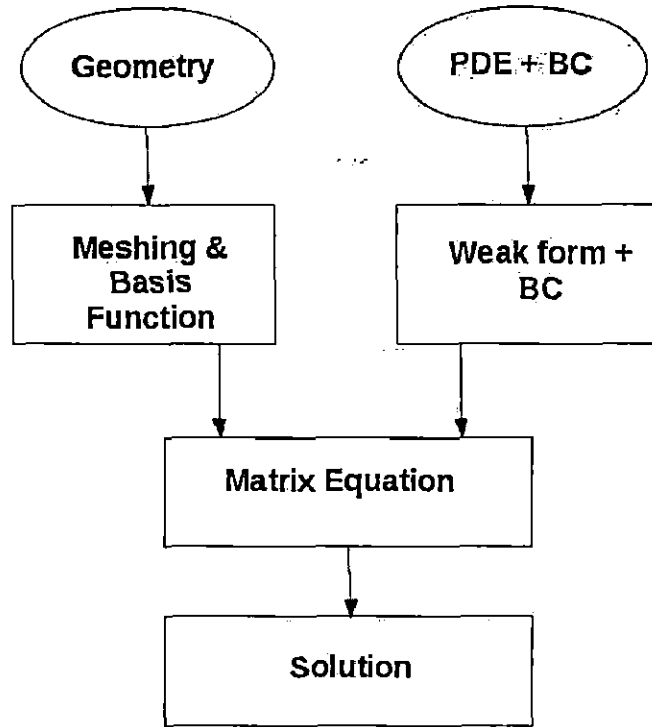 Geometry
PDE + BC
Meshing &
Basis
Function
Weak form +
BC
Matrix Equation
Solution